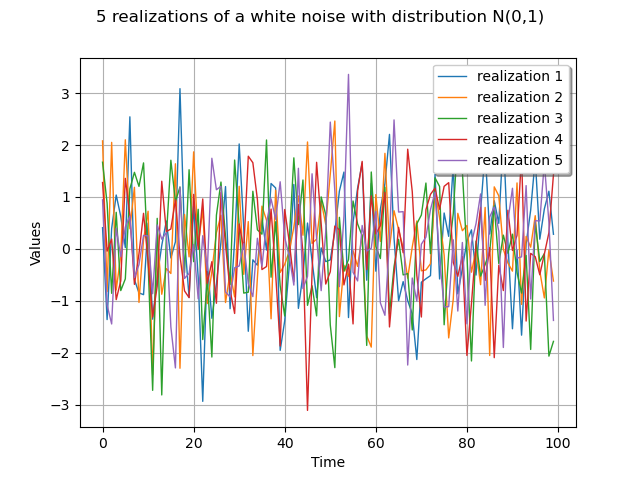 5 realizations of a white noise with distribution N(0,1)
realization 1
realization 2
realization 3
realization 4
realization 5
Values
3
2
1
0
−1
−2
−3
0 20 40 60 80 100
Time